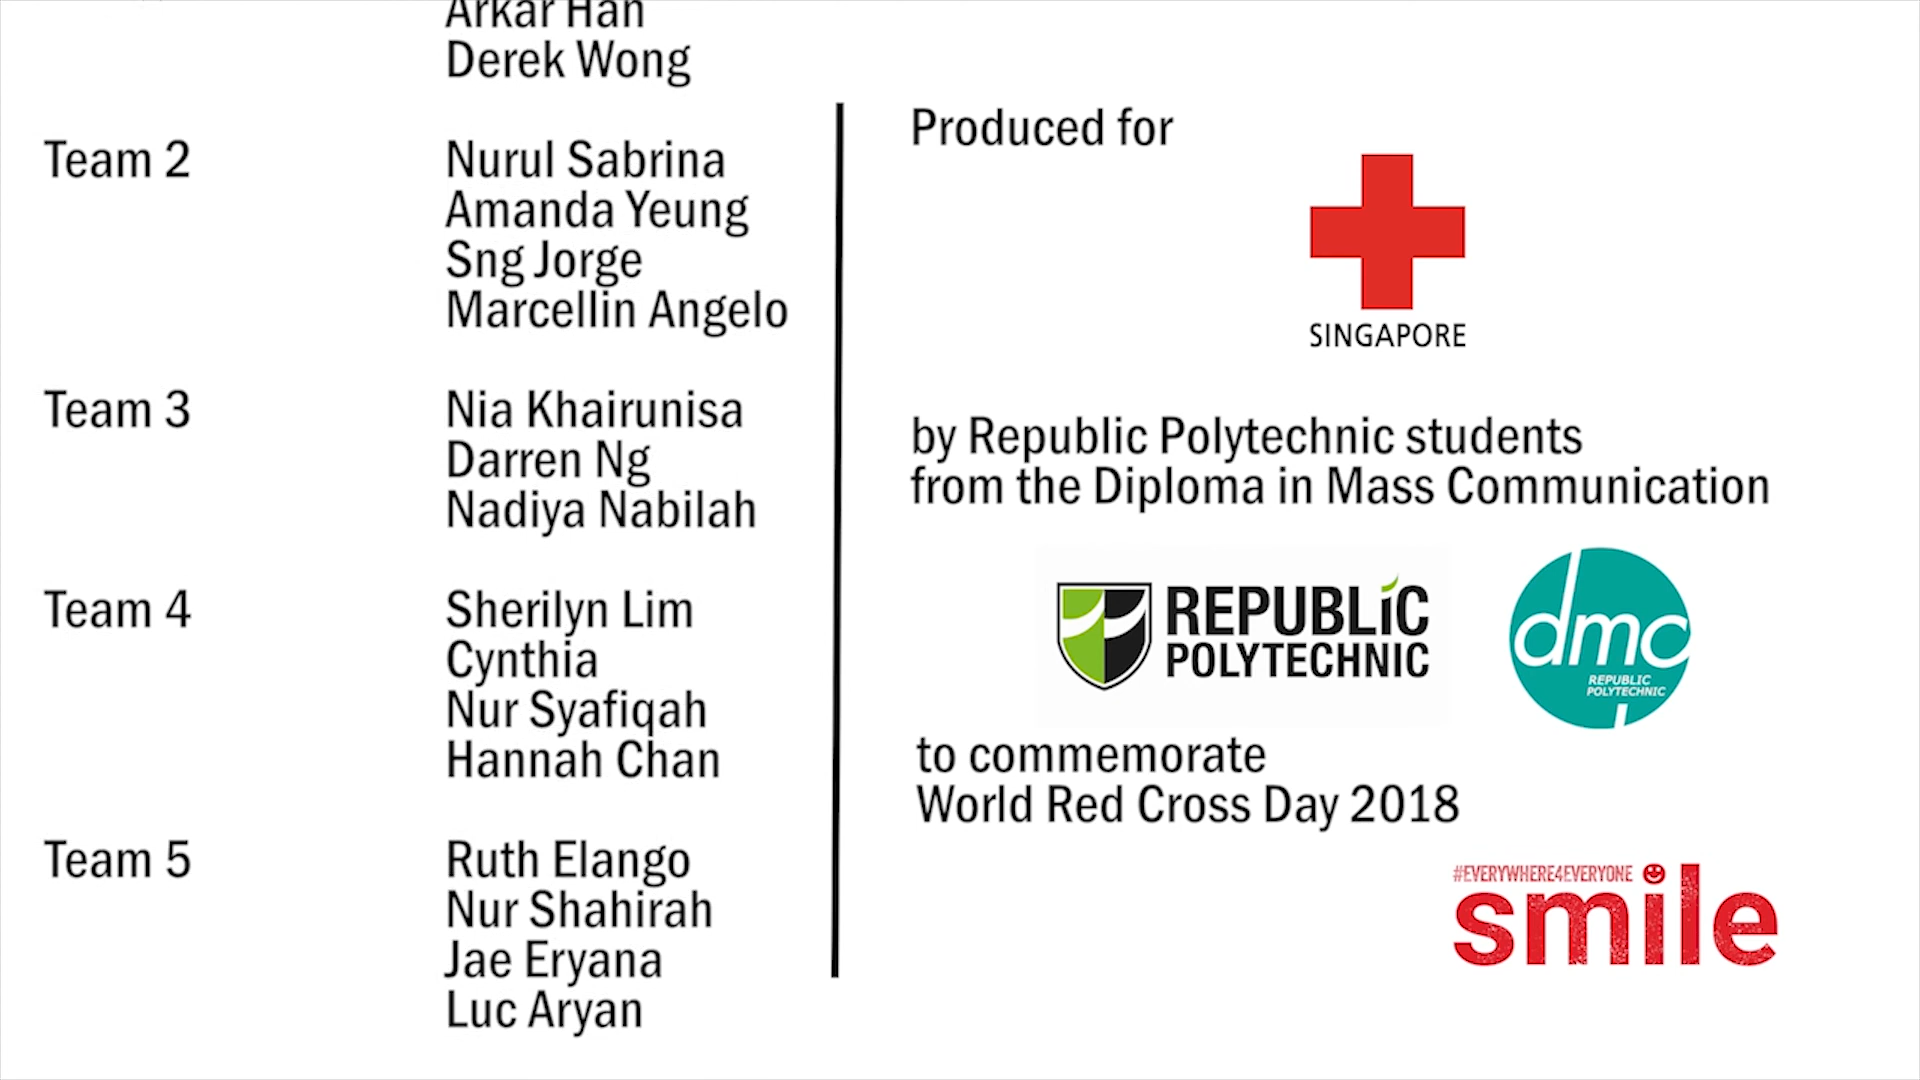 Arkar Han
Derek Wong
Team 2
Nurul Sabrina
Amanda Yeung
Sng Jorge
Marcellin Angelo
Team 3
Nia Khairunisa
Darren Ng
Nadiya Nabilah
Team 4
Sherilyn Lim
Cynthia
Nur Syafiqah
Hannah Chan
Team 5
Ruth Elango
Nur Shahirah
Jae Eryana
Luc Aryan
Produced for
SINGAPORE
by Republic Polytechnic students
from the Diploma in Mass Communication
REPUBLIC
POLYTECHNIC
dmc
REPUBLIC
POLYTECHNIC
to commemorate
World Red Cross Day 2018
#EVERYWHERE4EVERYONE
smile